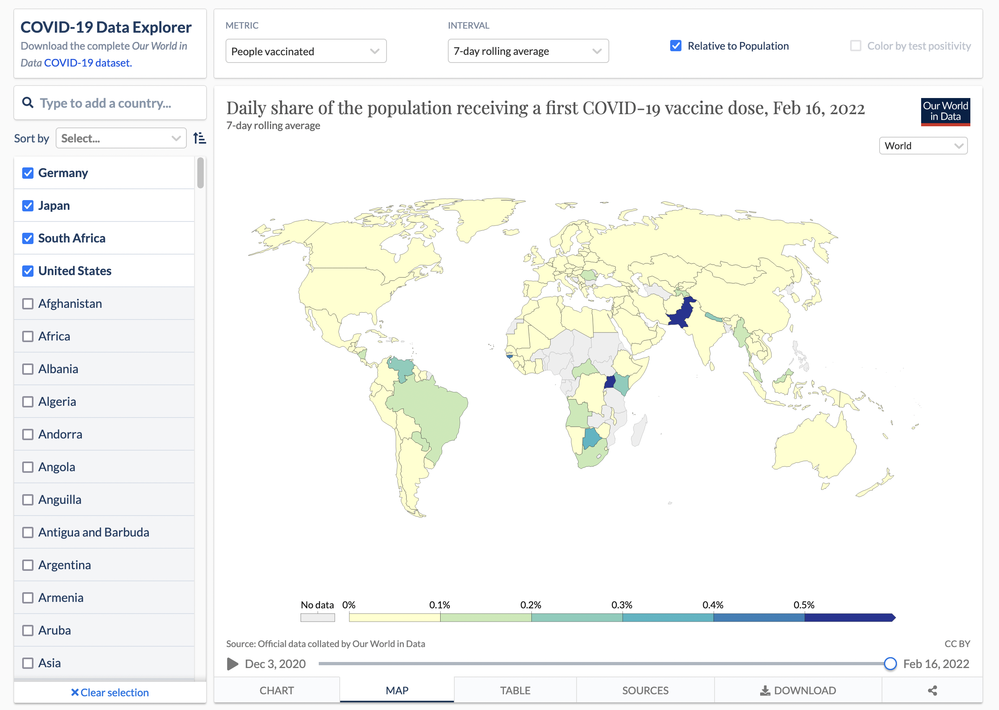 COVID-19 Data Explorer
Download the complete Our World in
Data COVID-19 dataset.
METRIC
People vaccinated
INTERVAL
7-day rolling average
Relative to Population
Color by test positivity
Type to add a country...
Sort by
Select...
Germany
Japan
South Africa
United States
Afghanistan
Africa
Albania
Algeria
Andorra
Angola
Anguilla
Antigua and Barbuda
Argentina
Armenia
Aruba
Asia
Clear selection
Daily share of the population receiving a first COVID-19 vaccine dose, Feb 16, 2022
7-day rolling average
Our World
in Data
World
No data 0% 0.1% 0.2% 0.3% 0.4% 0.5%
Source: Official data collated by Our World in Data
CC BY
Dec 3, 2020
Feb 16, 2022
CHART
MAP
TABLE
SOURCES
DOWNLOAD